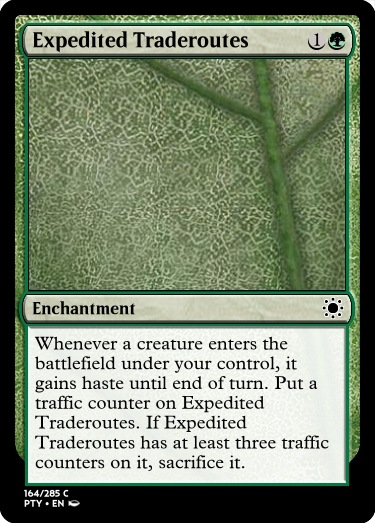 Expedited Traderoutes 1
Enchantment
Whenever a creature enters the
battlefield under your control, it
gains haste until end of turn. Put a
traffic counter on Expedited
Traderoutes. If Expedited
Traderoutes has at least three traffic
counters on it, sacrifice it.
164/285 C
PTY • EN